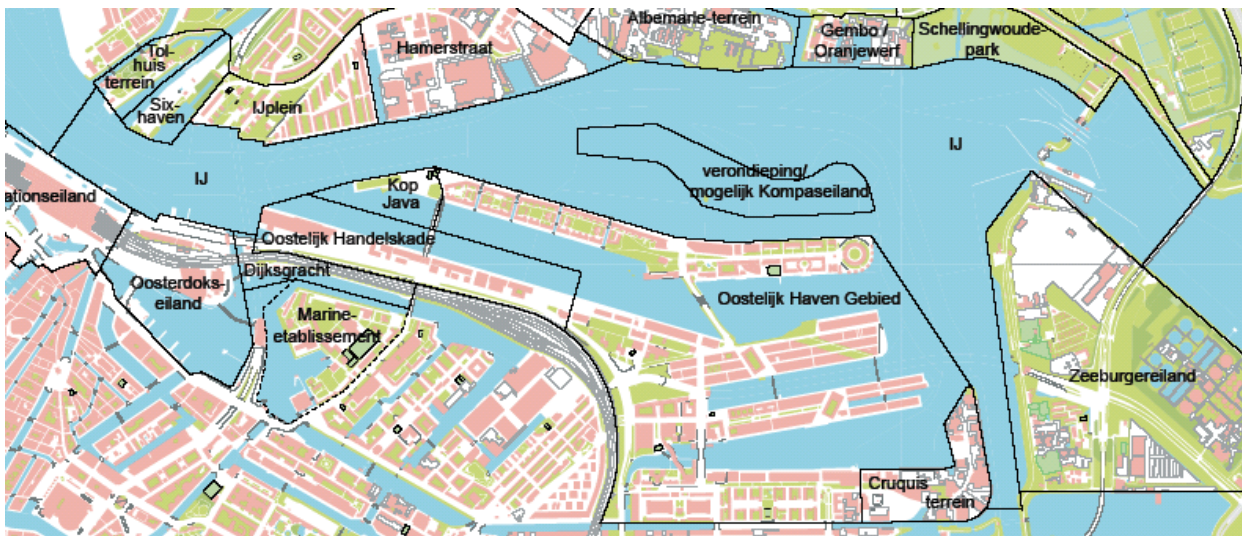 Albemarle-terrein
Gembo /
Oranjewerf
Schellingwoude-
park
Hamerstraat
Tol-
huis
terrein
Six-
haven
IJplein
IJ
IJ
verondieping/
mogelijk Kompaseiland
ationseiland
Kop
Java
Oostelijk Handelskade
Dijksgracht
Oosterdoks-
eiland
Marine-
etablissement
Oostelijk Haven Gebied
Zeeburgereiland
Cruquis
terrein